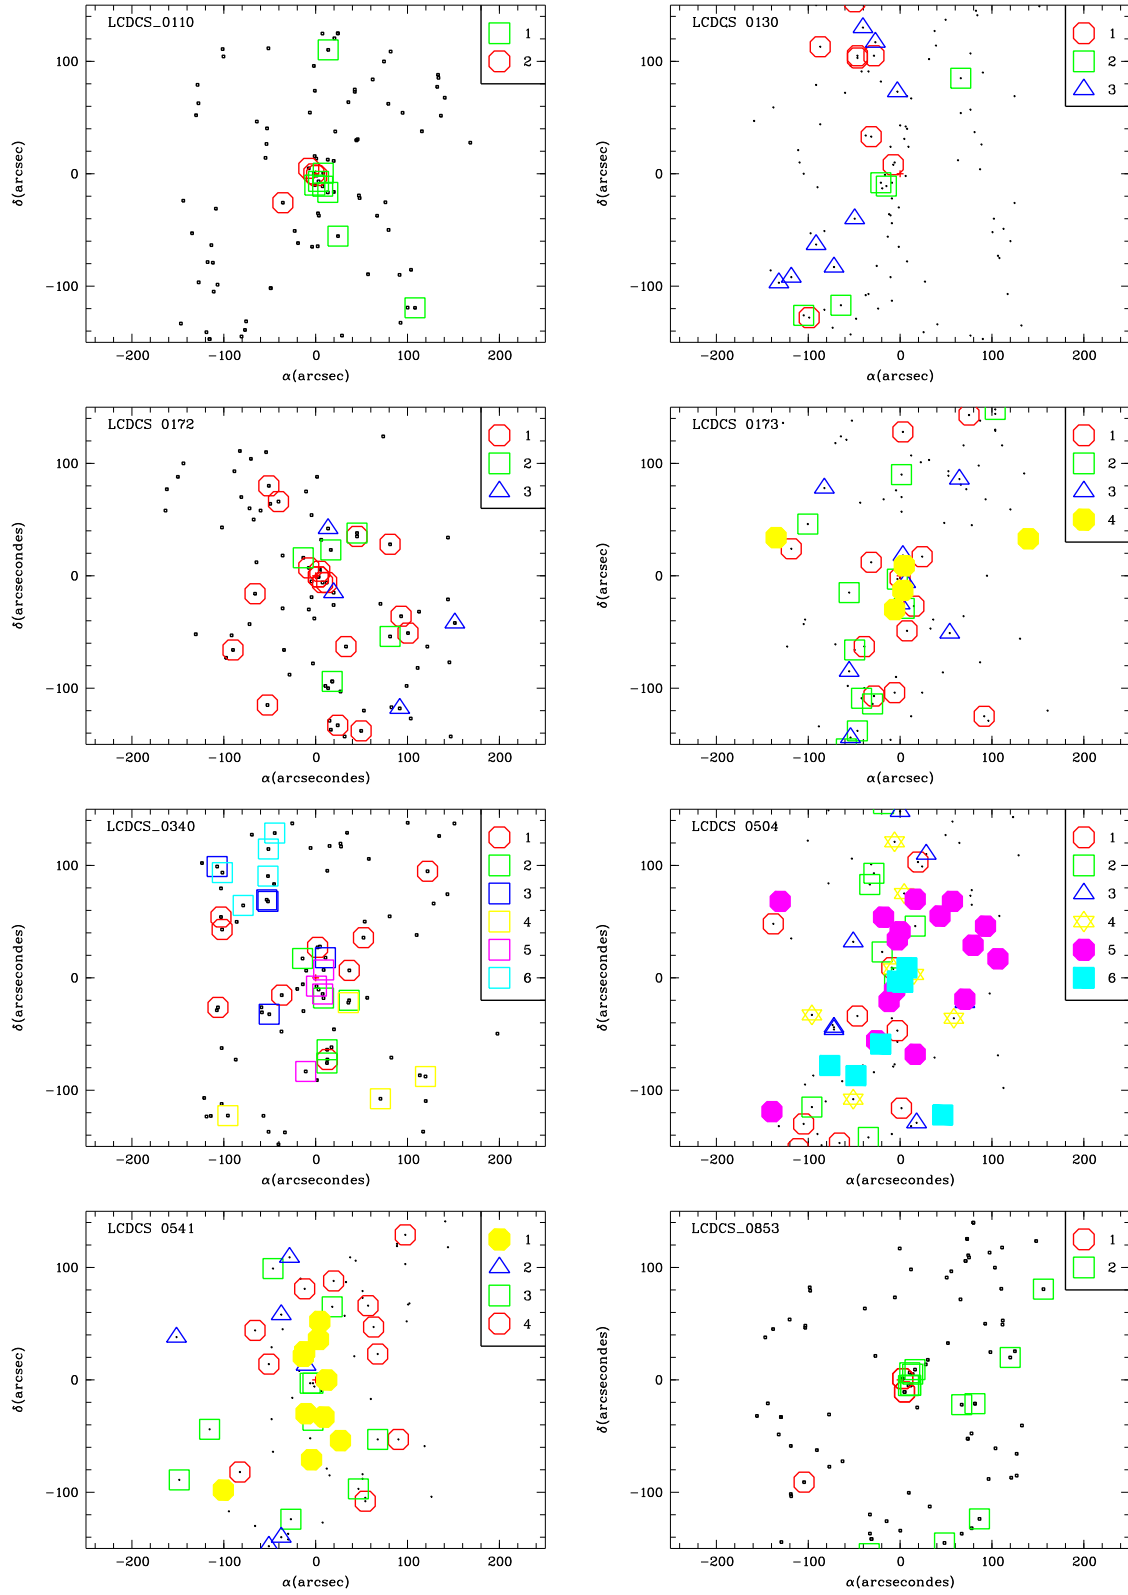 LCDCS_0110
1
2
100
0
−100
−200 −100 0 100 200
δ(arcsec)
α(arcsec)
LCDCS 0130
1
2
3
100
0
−100
−200 −100 0 100 200
δ(arcsec)
α(arcsec)
LCDCS 0172
1
2
3
100
0
−100
−200 −100 0 100 200
δ(arcsecondes)
α(arcsecondes)
LCDCS 0173
1
2
3
4
100
0
−100
−200 −100 0 100 200
δ(arcsec)
α(arcsec)
LCDCS_0340
1
2
3
4
5
6
100
0
−100
−200 −100 0 100 200
δ(arcsecondes)
α(arcsecondes)
LCDCS 0504
1
2
3
4
5
6
100
0
−100
−200 −100 0 100 200
δ(arcsecondes)
α(arcsecondes)
LCDCS 0541
1
2
3
4
100
0
−100
−200 −100 0 100 200
δ(arcsec)
α(arcsec)
LCDCS_0853
1
2
100
0
−100
−200 −100 0 100 200
δ(arcsecondes)
α(arcsecondes)